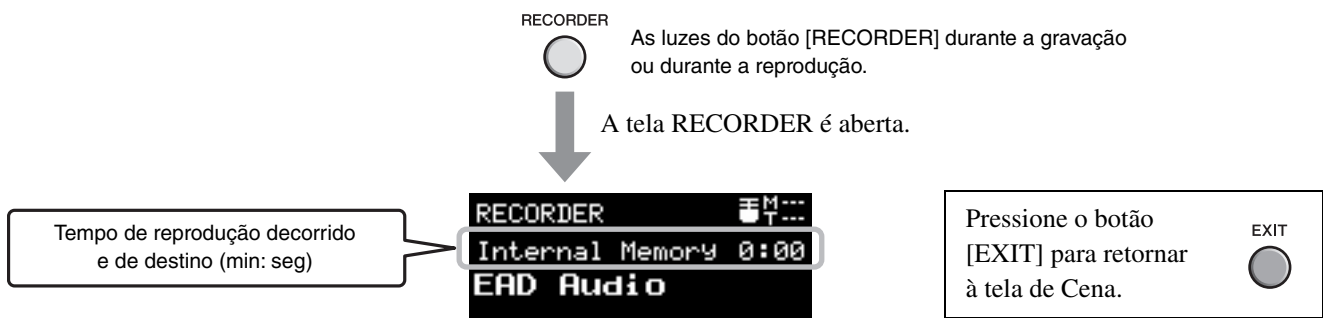 RECORDER
As luzes do botão [RECORDER] durante a gravação
ou durante a reprodução.
A tela RECORDER é aberta.
Tempo de reprodução decorrido
e de destino (min: seg)
RECORDER M---
T---
Internal Memory 0:00
EAD Audio
Pressione o botão
[EXIT] para retornar
à tela de Cena.
EXIT